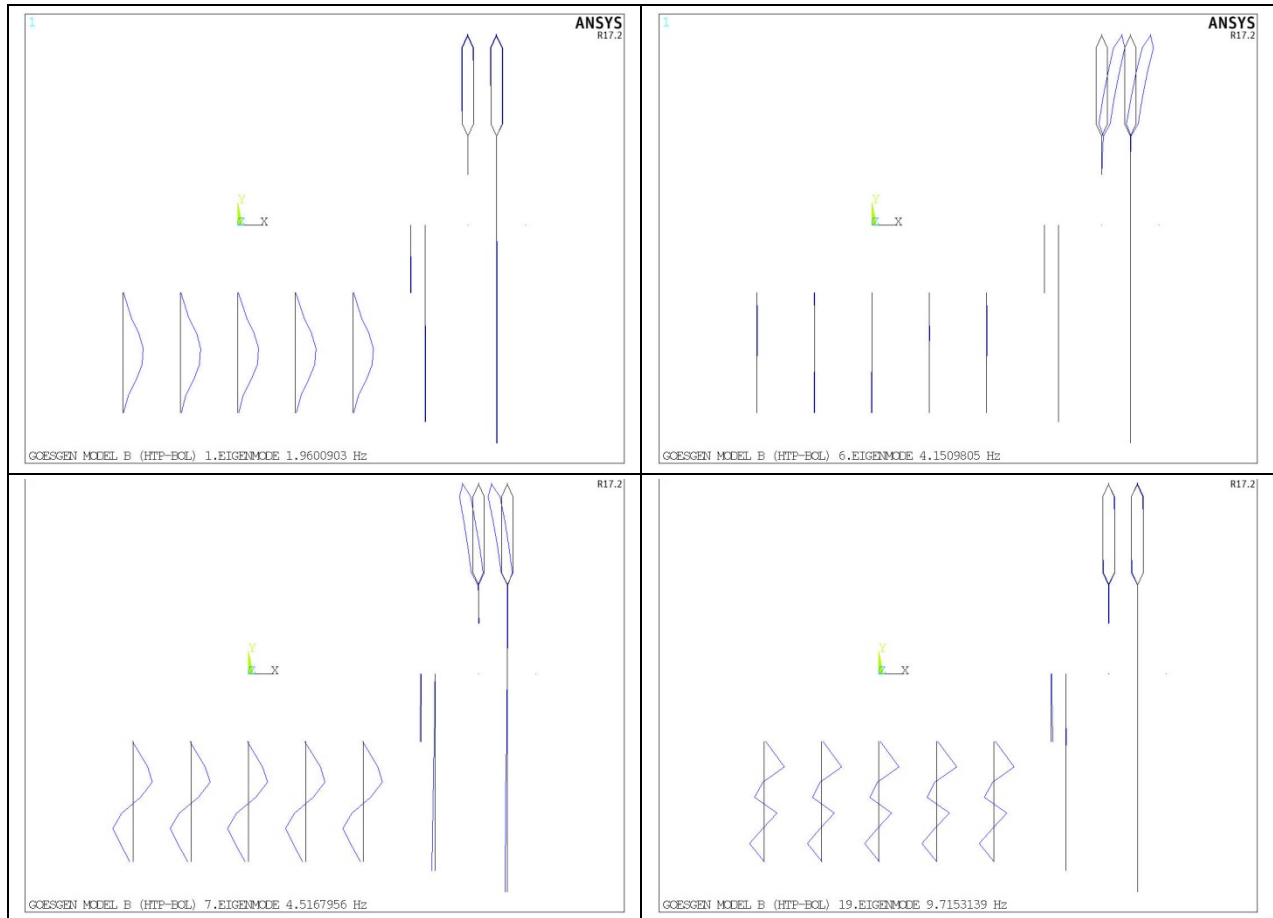 1
ANSYS
R17.2
Y
Z X
GOESGEN MODEL B (HTP-BOL) 1.EIGENMODE 1.9600903 Hz
1
ANSYS
R17.2
Y
Z X
GOESGEN MODEL B (HTP-BOL) 6.EIGENMODE 4.1509805 Hz
R17.2
Y
Z X
GOESGEN MODEL B (HTP-BOL) 7.EIGENMODE 4.5167956 Hz
R17.2
Y
Z X
GOESGEN MODEL B (HTP-BOL) 19.EIGENMODE 9.7153139 Hz